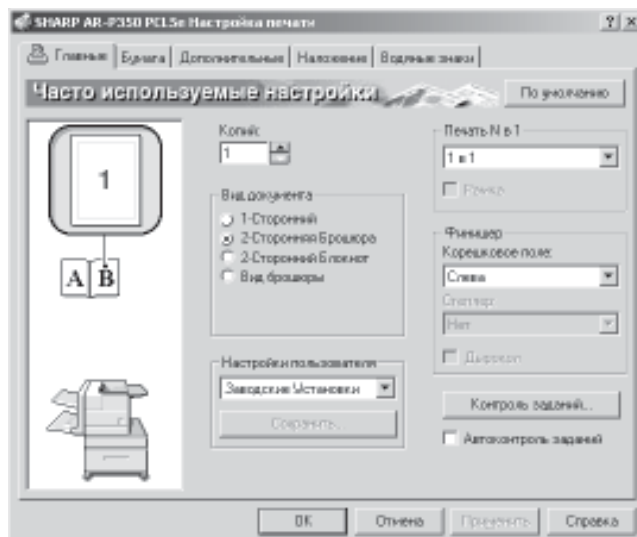 SHARP AR-P350 PCL5e Настройка печати
Главные
Бумага
Дополнительные
Наложение
Водяные знаки
Часто используемые настройки
По умолчанию
1
A B
Копий:
1
Вид документа
1-Сторонний
2-Сторонняя Брошюра
2-Сторонний Блокнот
Вид брошюры
Настройки пользователя
Заводские Установки
Сохранить...
Печать N в 1
1 в 1
Рамка
Финишер
Корешковое поле:
Слева
Степлер:
Нет
Дырокол
Контроль заданий...
Автоконтроль заданий
OK
Отмена
Применить
Справка